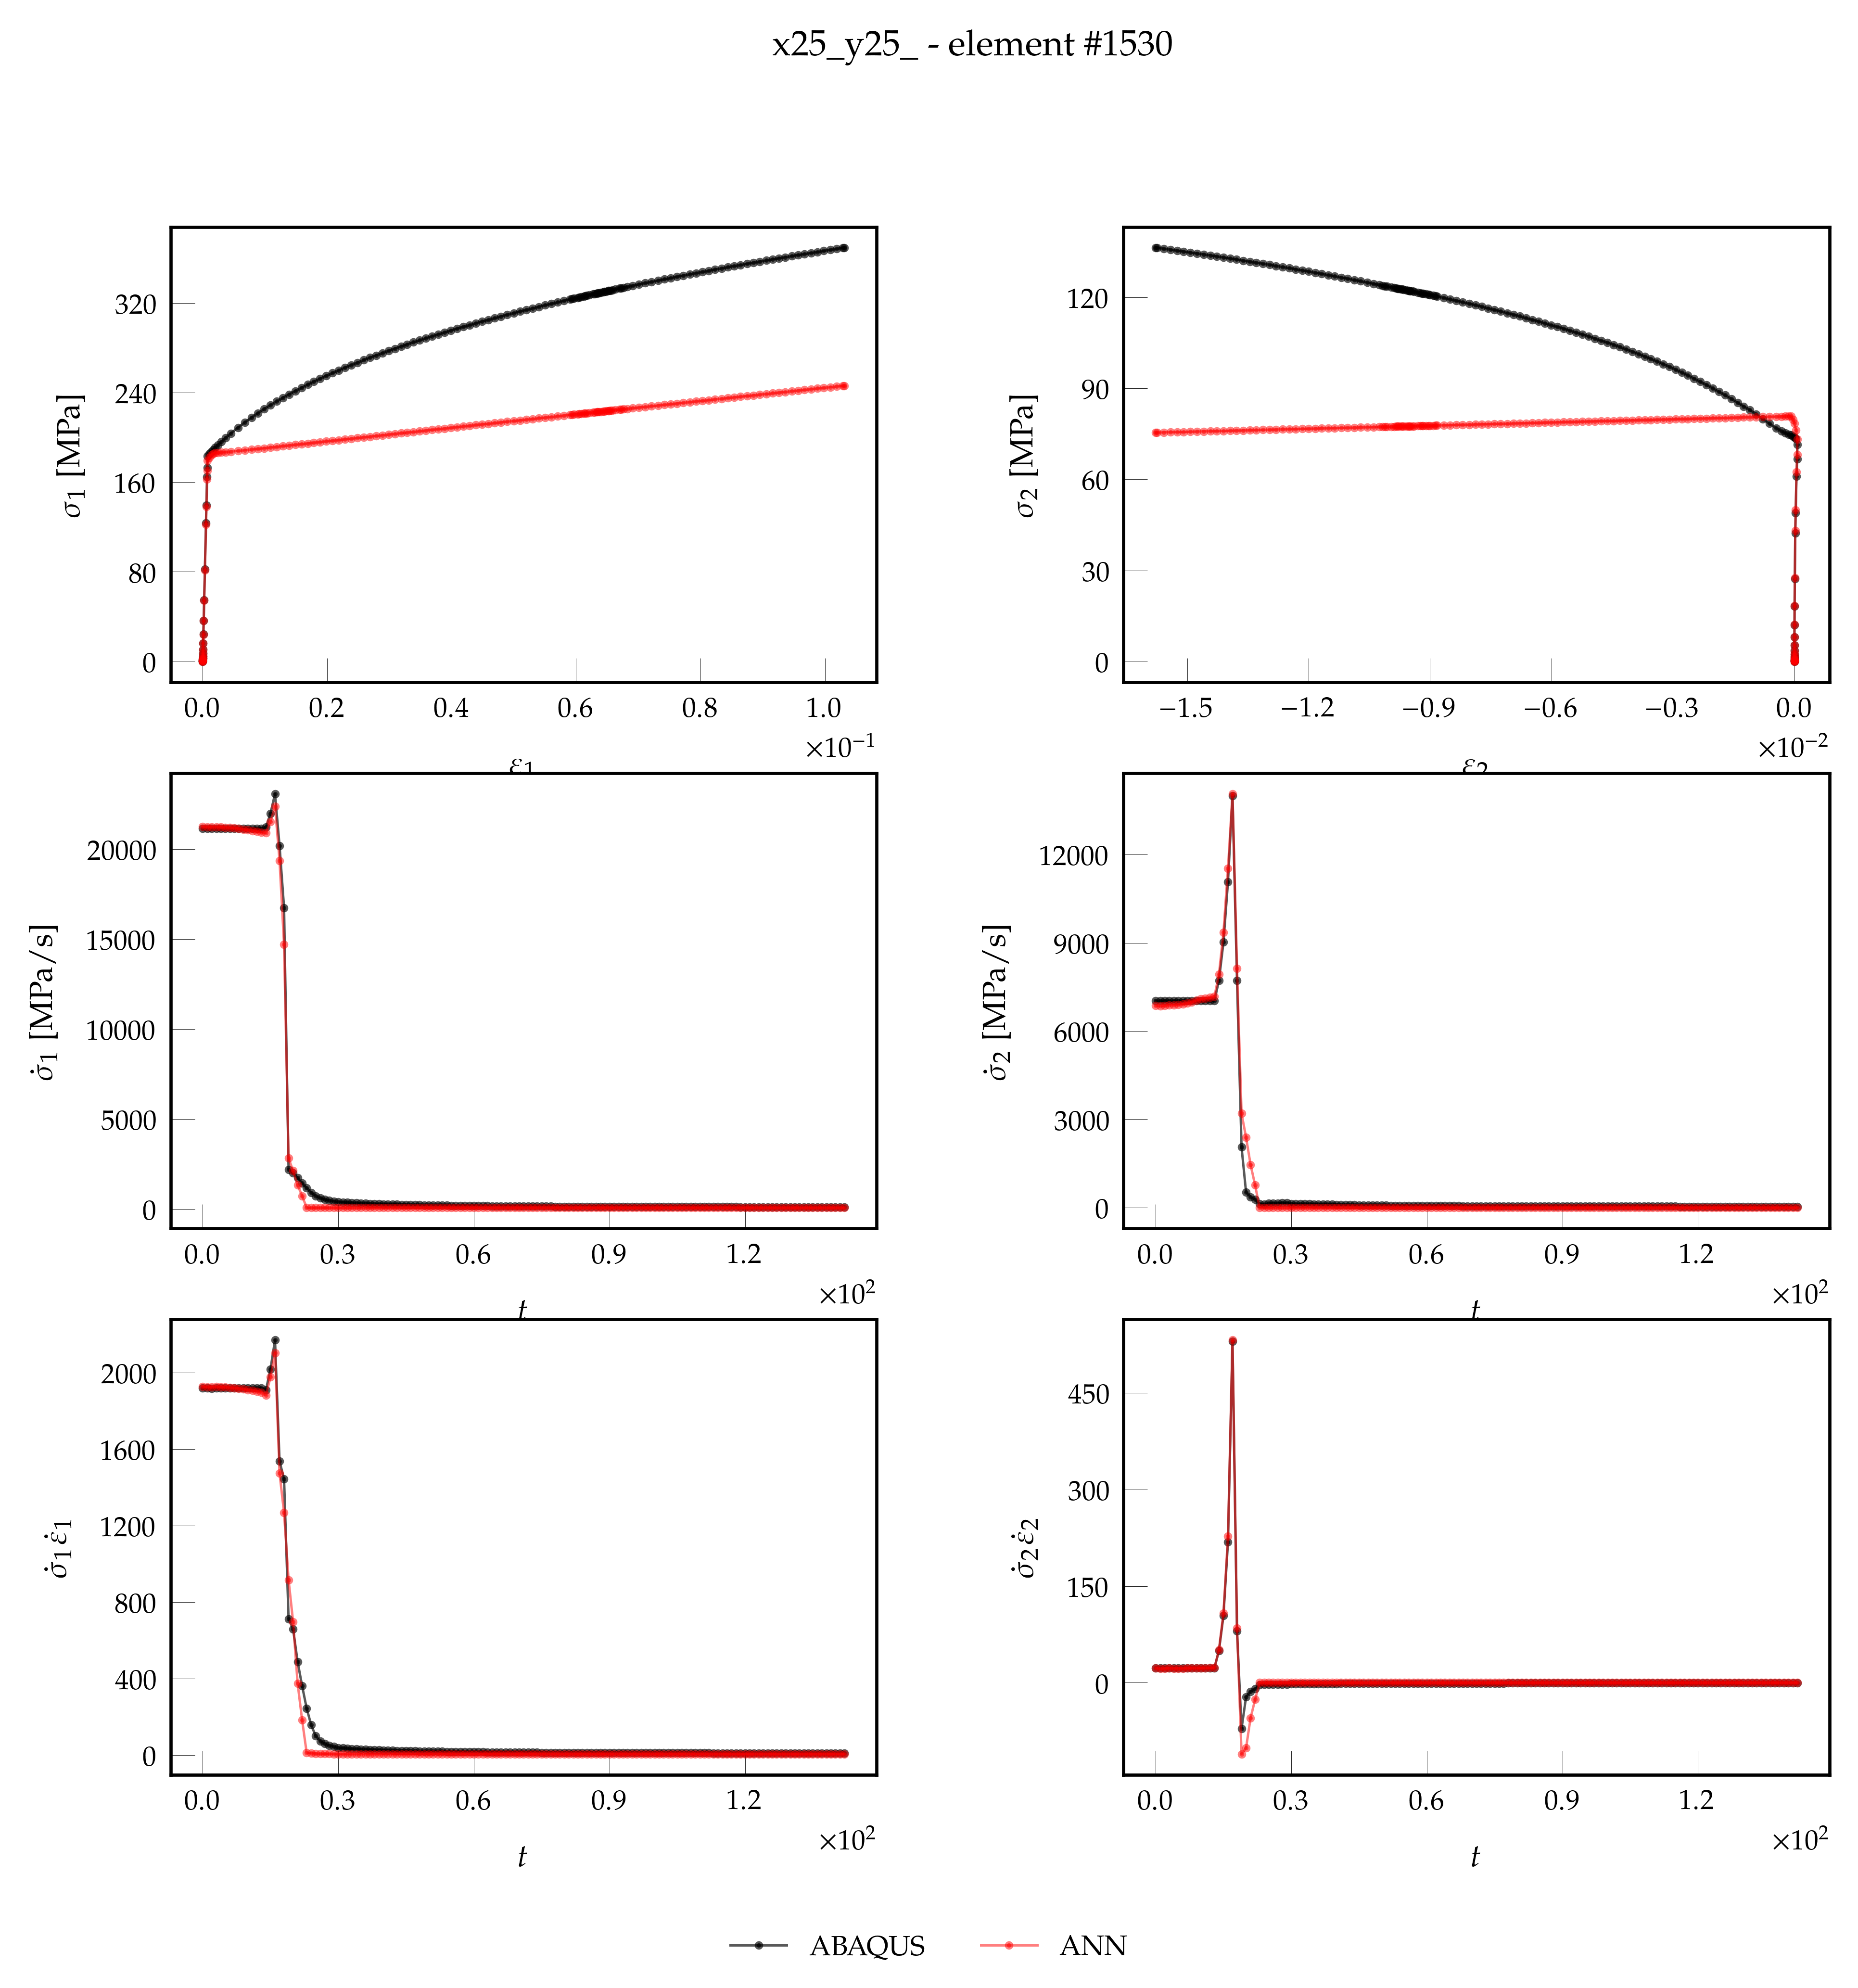 x25_y25_ - element #1530
σ₁ [MPa]
320
240
160
80
0
0.0 0.2 0.4 0.6 0.8 1.0
×10⁻¹
ε₁
σ₂ [MPa]
120
90
60
30
0
−1.5 −1.2 −0.9 −0.6 −0.3 0.0
×10⁻²
ε₂
σ̇₁ [MPa/s]
20000
15000
10000
5000
0
0.0 0.3 0.6 0.9 1.2
×10²
t
σ̇₂ [MPa/s]
12000
9000
6000
3000
0
0.0 0.3 0.6 0.9 1.2
×10²
t
σ̇₁ε̇₁
2000
1600
1200
800
400
0
0.0 0.3 0.6 0.9 1.2
×10²
t
σ̇₂ε̇₂
450
300
150
0
0.0 0.3 0.6 0.9 1.2
×10²
t
ABAQUS ANN